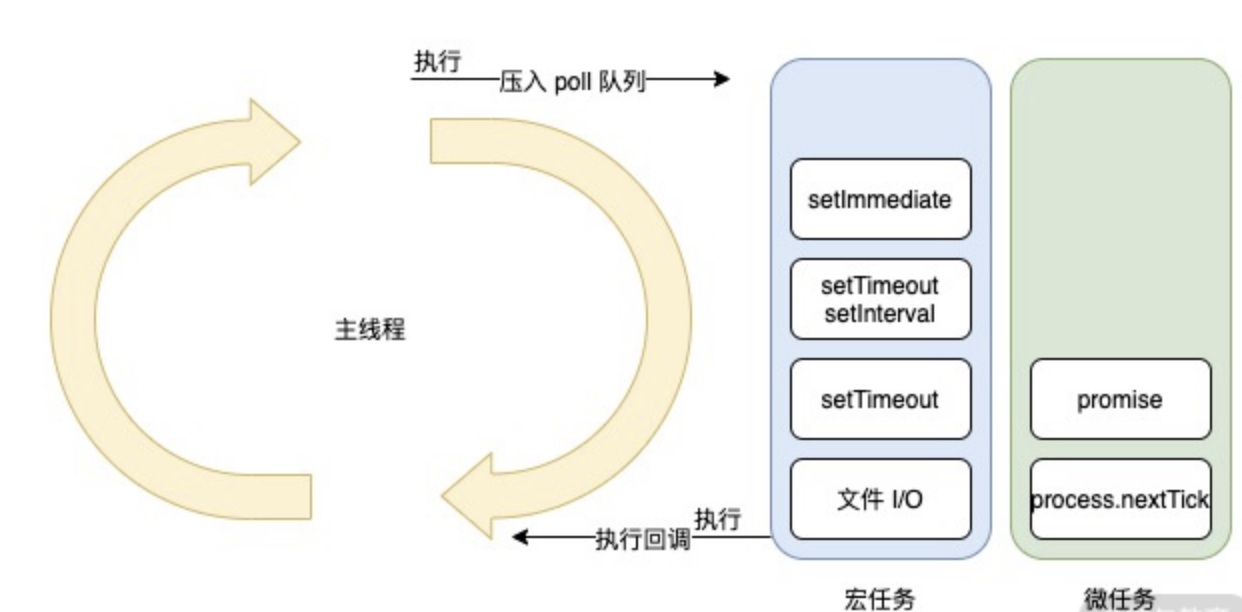 执行
压入 poll 队列
setImmediate
setTimeout
setInterval
主线程
setTimeout
promise
文件 I/O
process.nextTick
执行
执行回调
宏任务
微任务